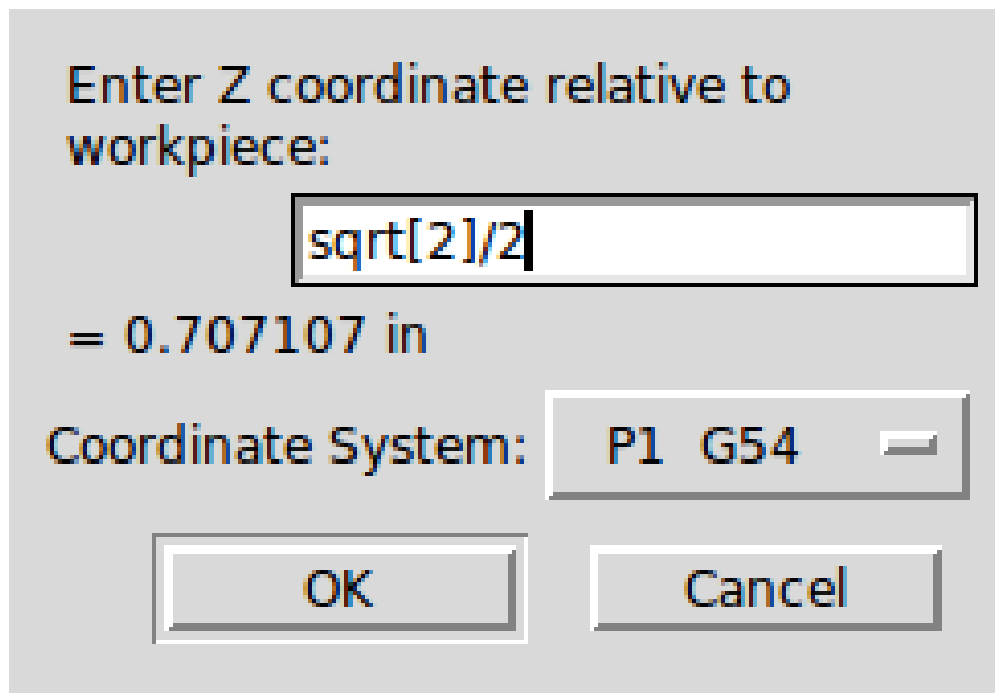 Enter Z coordinate relative to
workpiece:
sqrt[2]/2
= 0.707107 in
Coordinate System: P1 G54
OK Cancel